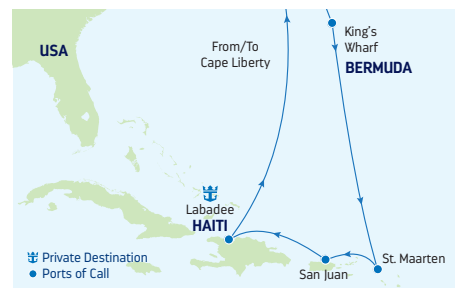 USA
From/To
Cape Liberty
King's
Wharf
BERMUDA
Labadee
HAITI
Private Destination
Ports of Call
San Juan
St. Maarten